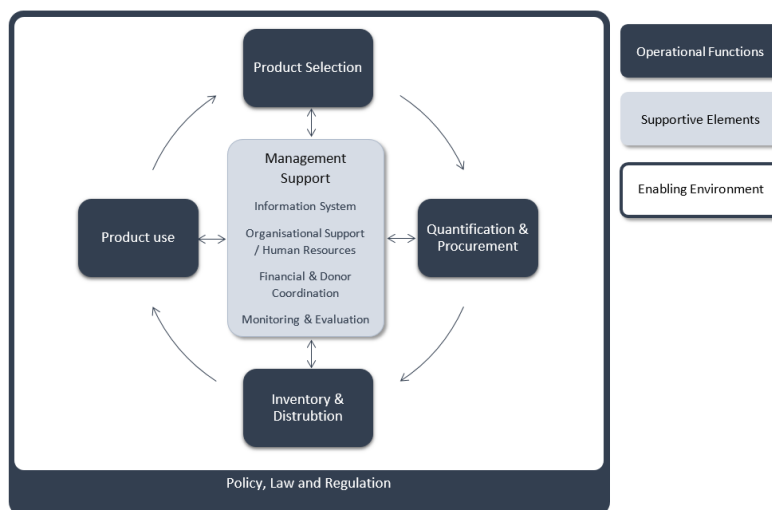 Product Selection
Operational Functions
Supportive Elements
Enabling Environment
Management
Support
Information System
Organisational Support
/ Human Resources
Financial & Donor
Coordination
Monitoring & Evaluation
Product use
Quantification &
Procurement
Inventory &
Distrubtion
Policy, Law and Regulation